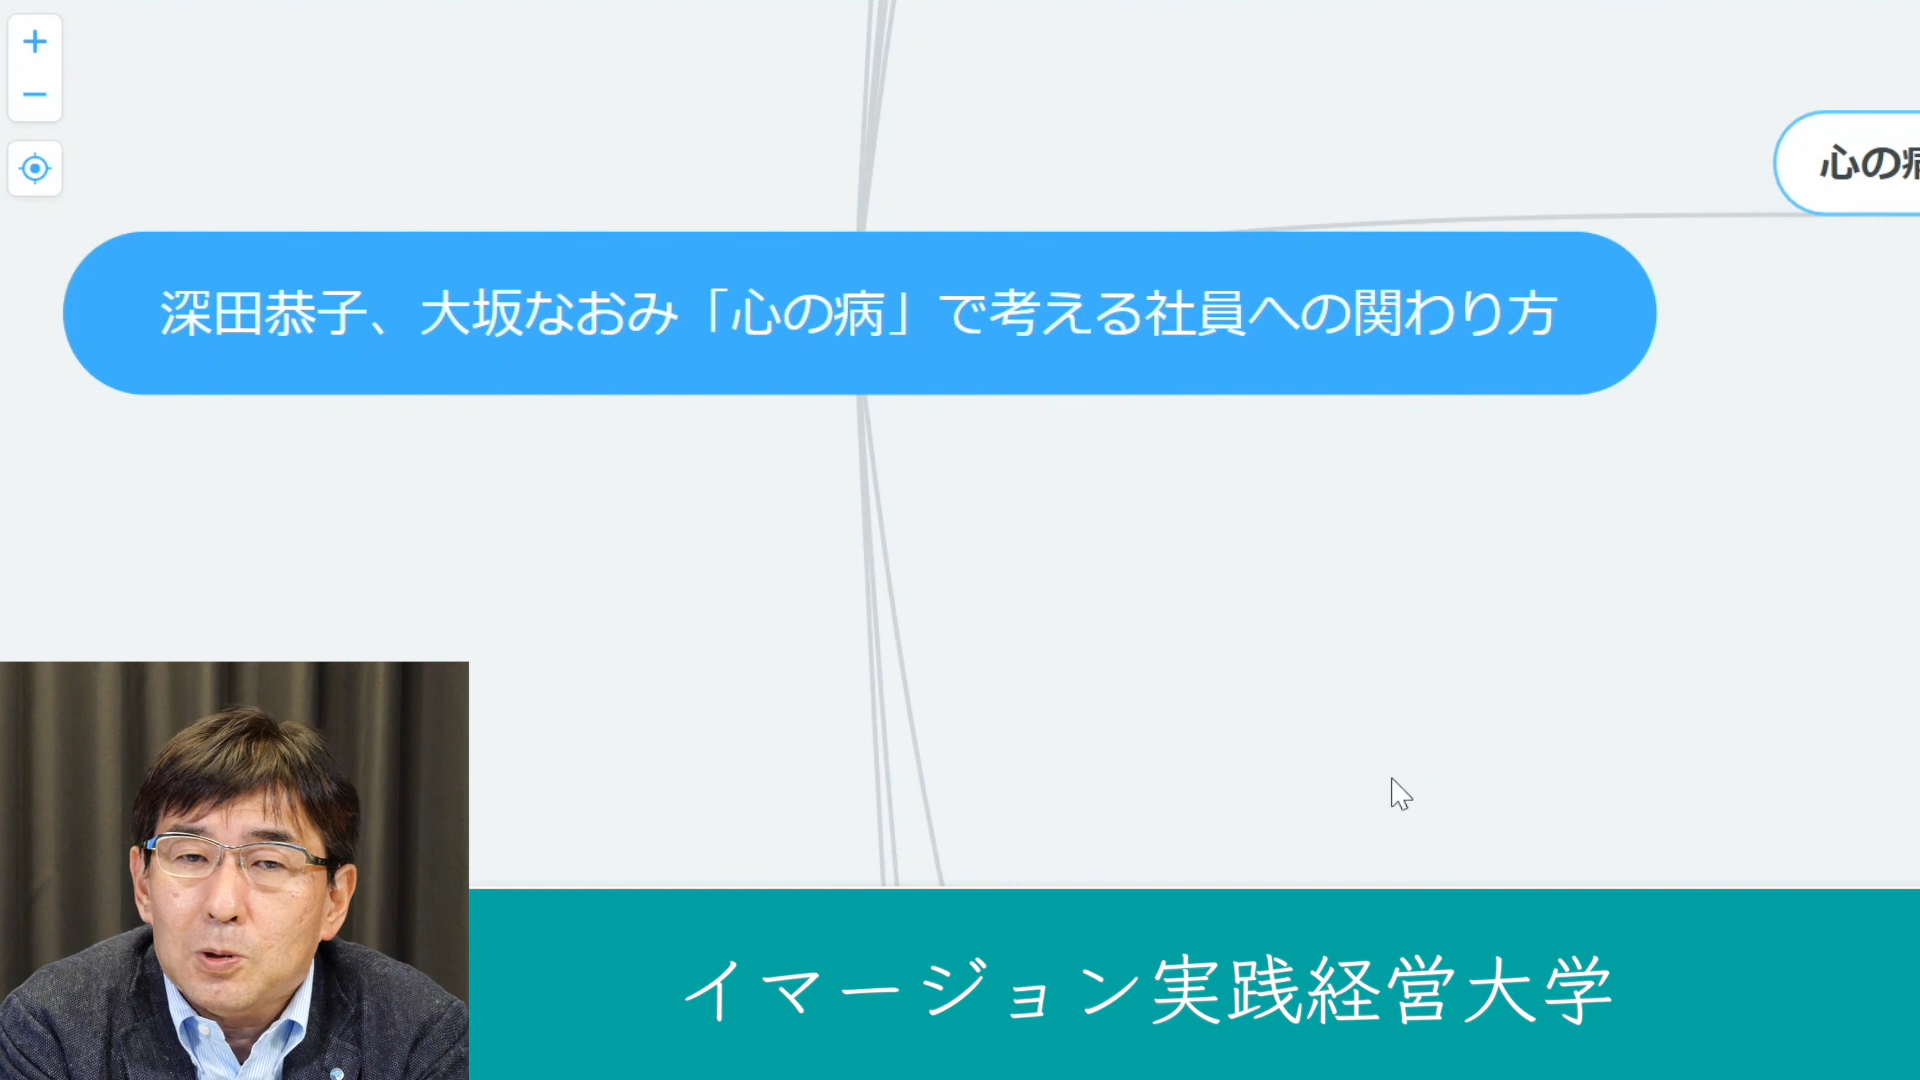 心の
深田恭子、大坂なおみ「心の病」で考える社員への関わり方
イマージョン実践経営大学